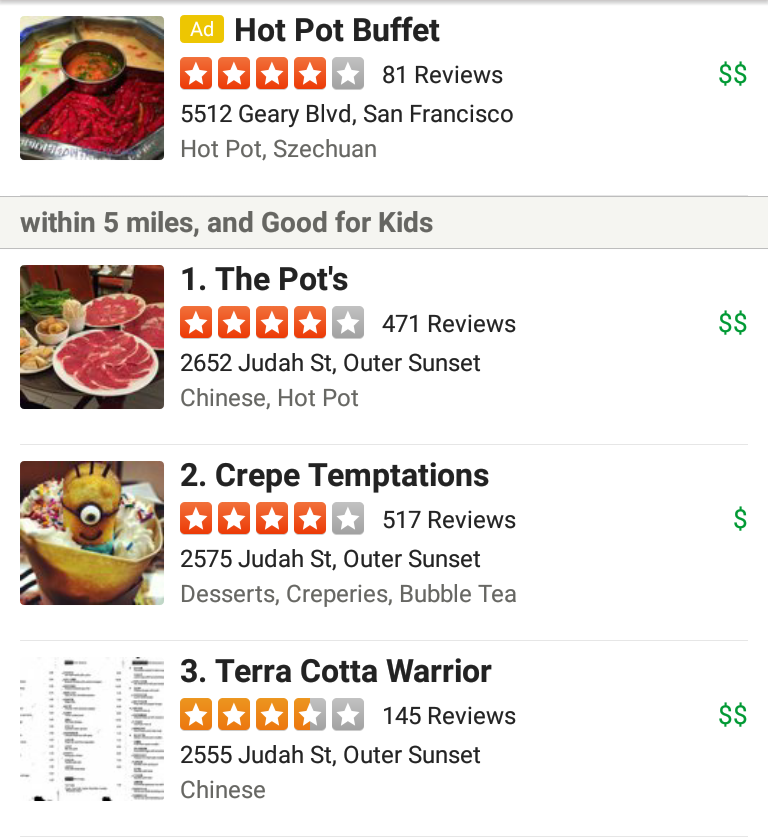 Ad Hot Pot Buffet
81 Reviews $$
5512 Geary Blvd, San Francisco
Hot Pot, Szechuan
within 5 miles, and Good for Kids
1. The Pot's
471 Reviews $$
2652 Judah St, Outer Sunset
Chinese, Hot Pot
2. Crepe Temptations
517 Reviews $
2575 Judah St, Outer Sunset
Desserts, Creperies, Bubble Tea
3. Terra Cotta Warrior
145 Reviews $$
2555 Judah St, Outer Sunset
Chinese